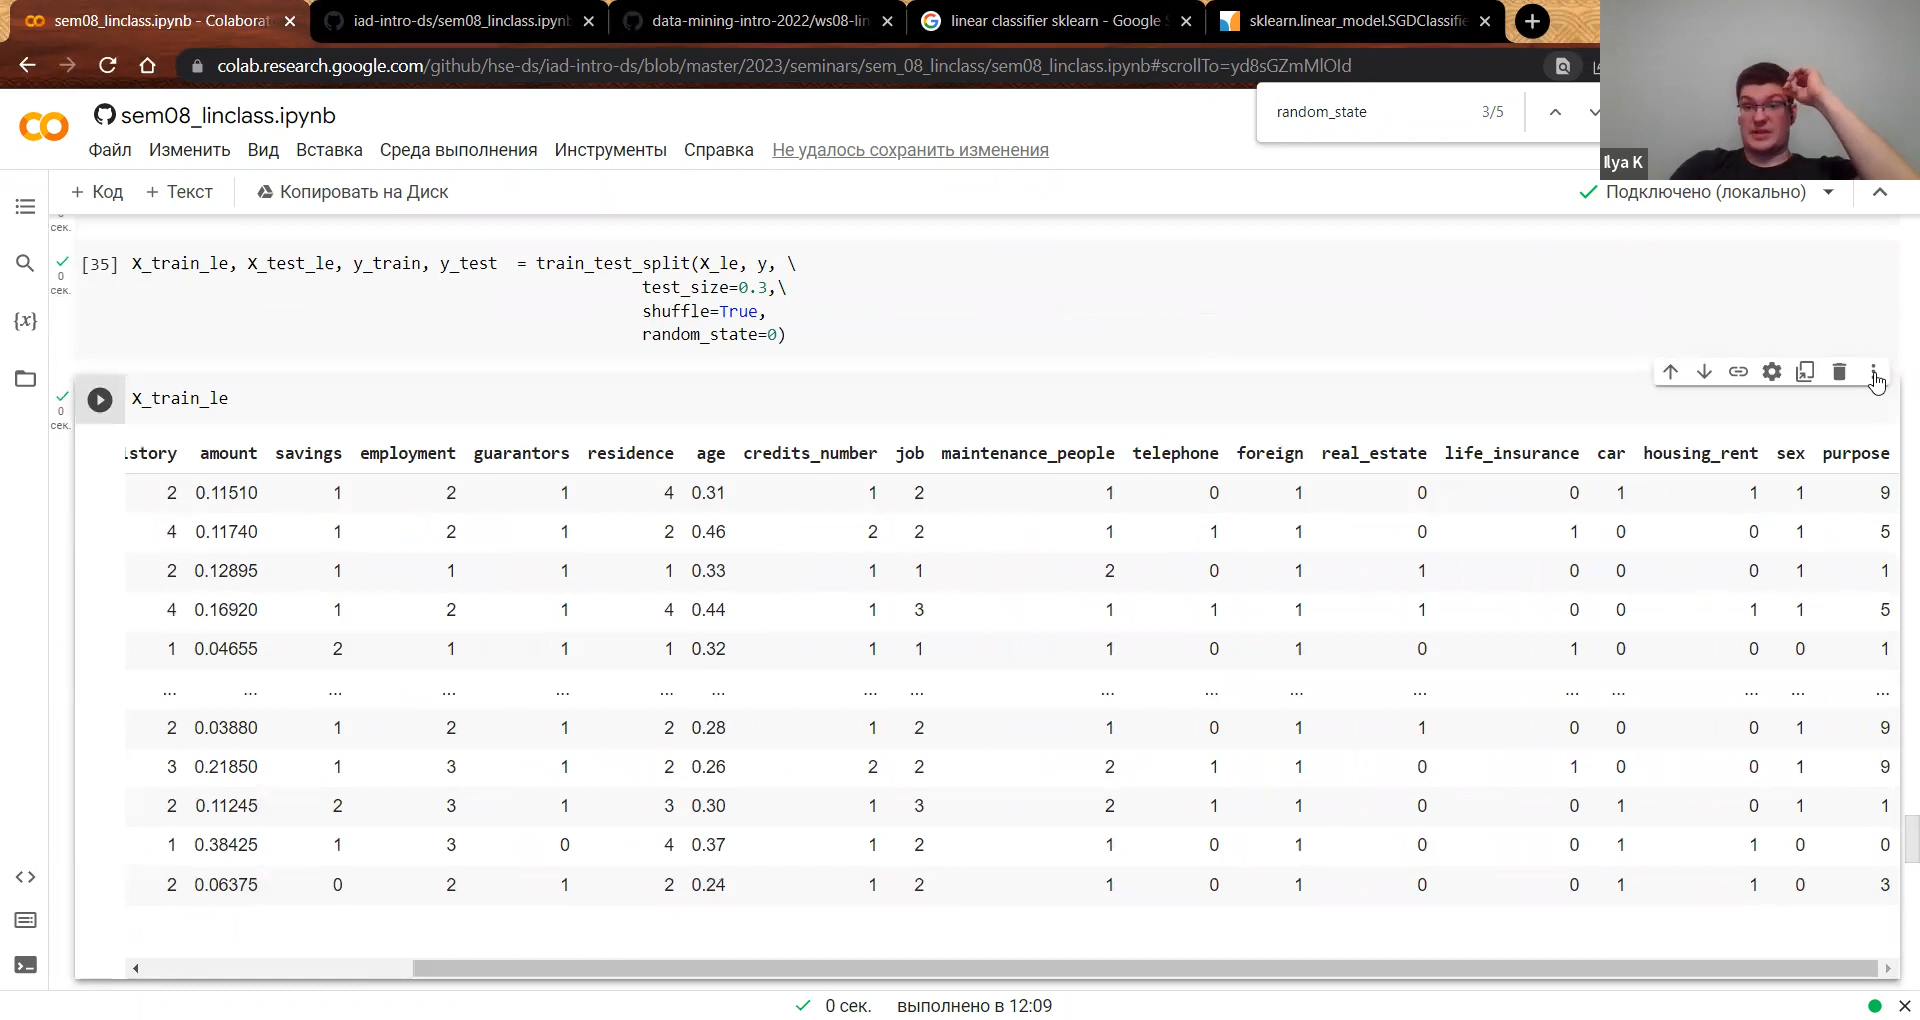 sem08_linclass.ipynb - Colaborat
iad-intro-ds/sem08_linclass.ipynb
data-mining-intro-2022/ws08-lin
linear classifier sklearn - Google S
sklearn.linear_model.SGDClassifie
colab.research.google.com/github/hse-ds/iad-intro-ds/blob/master/2023/seminars/sem_08_linclass/sem08_linclass.ipynb#scrollTo=yd8sGZmMlOId
random_state 3/5
Ilya K
sem08_linclass.ipynb
Файл Изменить Вид Вставка Среда выполнения Инструменты Справка Не удалось сохранить изменения
+ Код + Текст Копировать на Диск Подключено (локально)
сек.
[35] X_train_le, X_test_le, y_train, y_test = train_test_split(X_le, y, \
0
сек.
test_size=0.3,\
shuffle=True,
random_state=0)
X_train_le
0
сек.
istory amount savings employment guarantors residence age credits_number job maintenance_people telephone foreign real_estate life_insurance car housing_rent sex purpose
2 0.11510 1 2 1 4 0.31 1 2 1 0 1 0 0 1 1 1 9
4 0.11740 1 2 1 2 0.46 2 2 1 1 1 0 1 0 0 1 5
2 0.12895 1 1 1 1 0.33 1 1 2 0 1 1 0 0 0 1 1
4 0.16920 1 2 1 4 0.44 1 3 1 1 1 1 0 0 1 1 5
1 0.04655 2 1 1 1 0.32 1 1 1 0 1 0 1 0 0 0 1
... ... ... ... ... ... ... ... ... ... ... ... ... ... ... ... ... ...
2 0.03880 1 2 1 2 0.28 1 2 1 0 1 1 0 0 0 1 9
3 0.21850 1 3 1 2 0.26 2 2 2 1 1 0 1 0 0 1 9
2 0.11245 2 3 1 3 0.30 1 3 2 1 1 0 0 1 0 1 1
1 0.38425 1 3 0 4 0.37 1 2 1 0 1 0 0 1 1 0 0
2 0.06375 0 2 1 2 0.24 1 2 1 0 1 0 0 1 1 0 3
0 сек. выполнено в 12:09